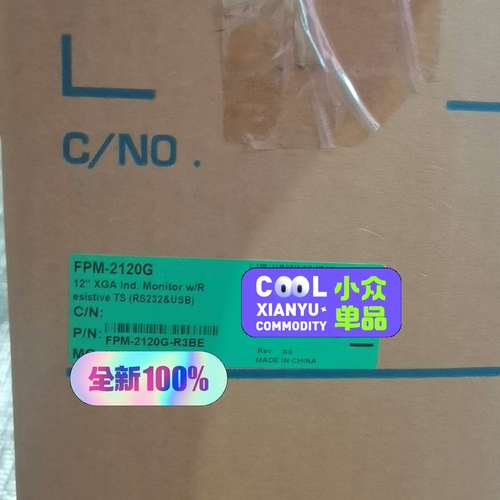 C/NO.
FPM-2120G
12" XGA Ind. Monitor w/R
esistive TS (RS232&USB)
C/N:
P/N:
FPM-2120G-R3BE
Rev. A3
MADE IN CHINA
COOL
XIANYU×
COMMODITY
小众
单品
全新100%